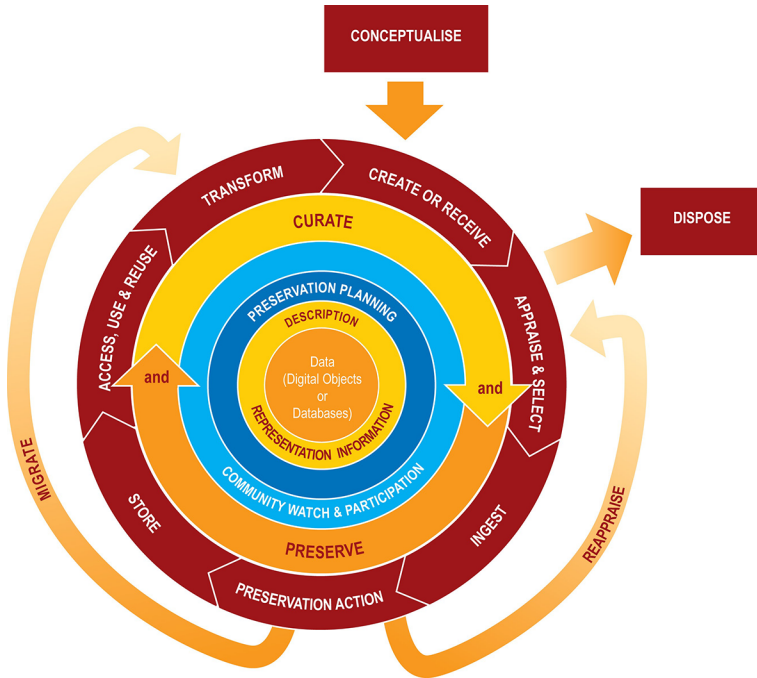 CONCEPTUALISE
TRANSFORM
CREATE OR RECEIVE
DISPOSE
CURATE
ACCESS, USE & REUSE
APPRAISE & SELECT
PRESERVATION PLANNING
DESCRIPTION
Data
(Digital Objects
or
Databases)
and
and
REPRESENTATION INFORMATION
COMMUNITY WATCH & PARTICIPATION
MIGRATE
STORE
INGEST
REAPPRAISE
PRESERVE
PRESERVATION ACTION